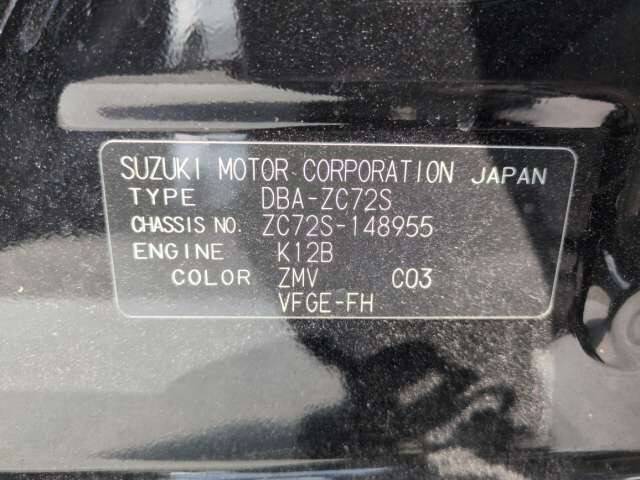 SUZUKI MOTOR CORPORATION JAPAN
TYPE DBA-ZC72S
CHASSIS NO. ZC72S-148955
ENGINE K12B
COLOR ZMV C03
VFGE-FH